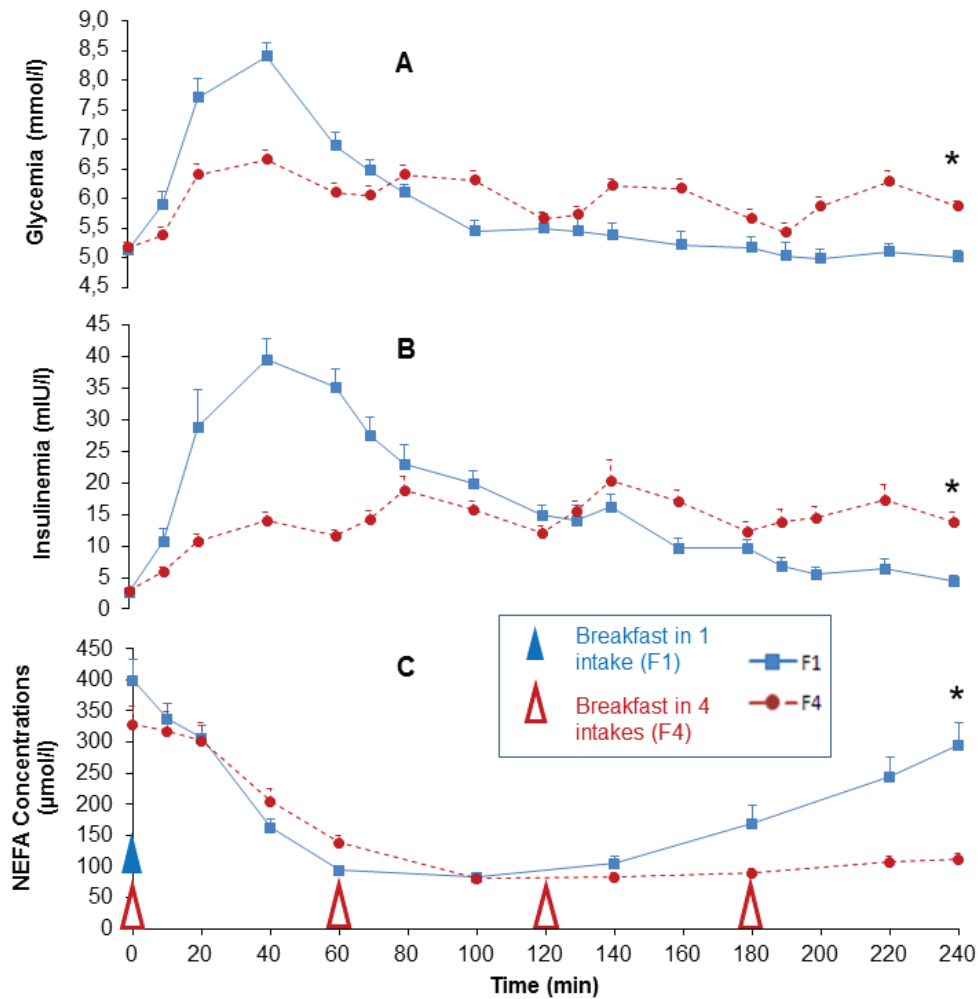 9,0
8,5
8,0
7,5
7,0
6,5
6,0
5,5
5,0
4,5
Glycemia (mmol/l)
A
*
45
40
35
30
25
20
15
10
5
0
Insulinemia (mIU/l)
B
*
450
400
350
300
250
200
150
100
50
0
NEFA Concentrations
(µmol/l)
C
*
Breakfast in 1
intake (F1)
Breakfast in 4
intakes (F4)
F1
F4
0 20 40 60 80 100 120 140 160 180 200 220 240
Time (min)